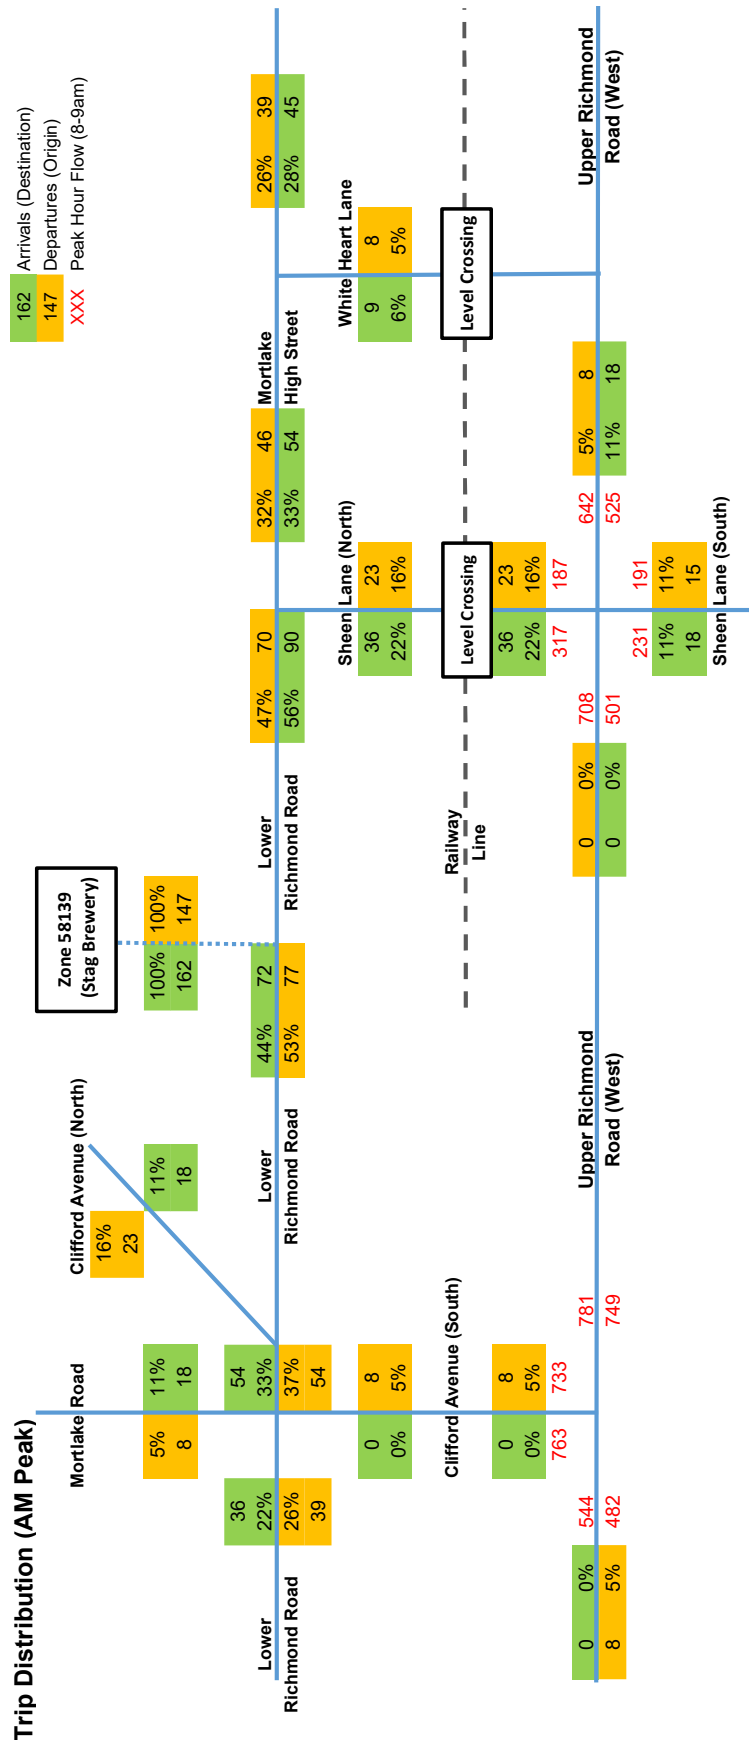 Trip Distribution (AM Peak)
162 Arrivals (Destination)
147 Departures (Origin)
XXX Peak Hour Flow (8-9am)
Zone 58139
(Stag Brewery)
100% 100%
162 147
Clifford Avenue (North)
16%
23
11%
18
Mortlake Road
5% 11%
8 18
36
22%
26%
39
54
33%
37%
54
Lower
Richmond Road
Lower
Richmond Road
44% 72
53% 77
Lower
Richmond Road
47% 70
56% 90
32% 46
33% 54
Mortlake
High Street
26% 39
28% 45
0 8
0% 5%
Clifford Avenue (South)
0 8
0% 5%
763 733
Sheen Lane (North)
36 23
22% 16%
Railway
Line
Level Crossing
36 23
22% 16%
317 187
White Heart Lane
9 8
6% 5%
Level Crossing
0 0%
8 5%
544
482
781
749
Upper Richmond
Road (West)
0 0%
0 0%
708
501
642
525
5% 8
11% 18
Upper Richmond
Road (West)
231 191
11% 11%
18 15
Sheen Lane (South)